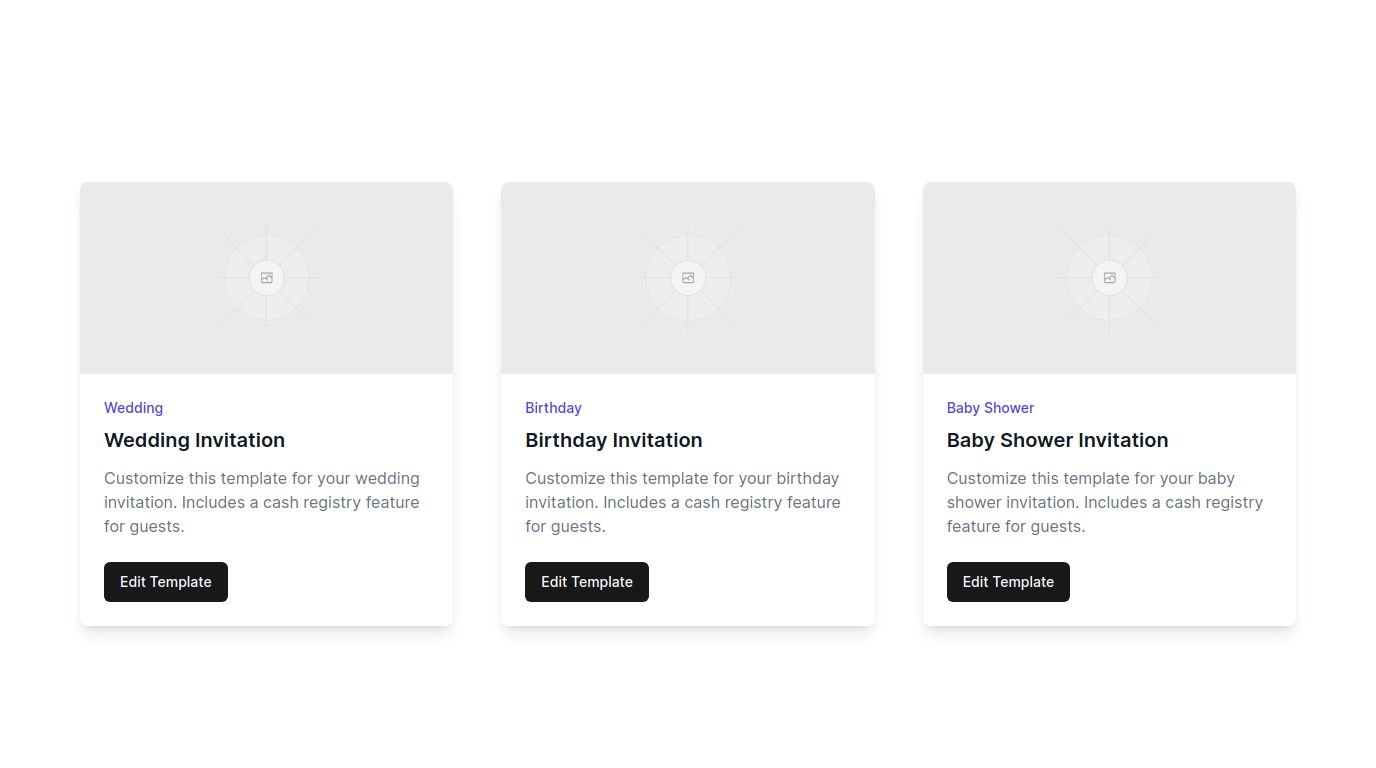 Wedding
Wedding Invitation
Customize this template for your wedding
invitation. Includes a cash registry feature
for guests.
Edit Template
Birthday
Birthday Invitation
Customize this template for your birthday
invitation. Includes a cash registry feature
for guests.
Edit Template
Baby Shower
Baby Shower Invitation
Customize this template for your baby
shower invitation. Includes a cash registry
feature for guests.
Edit Template